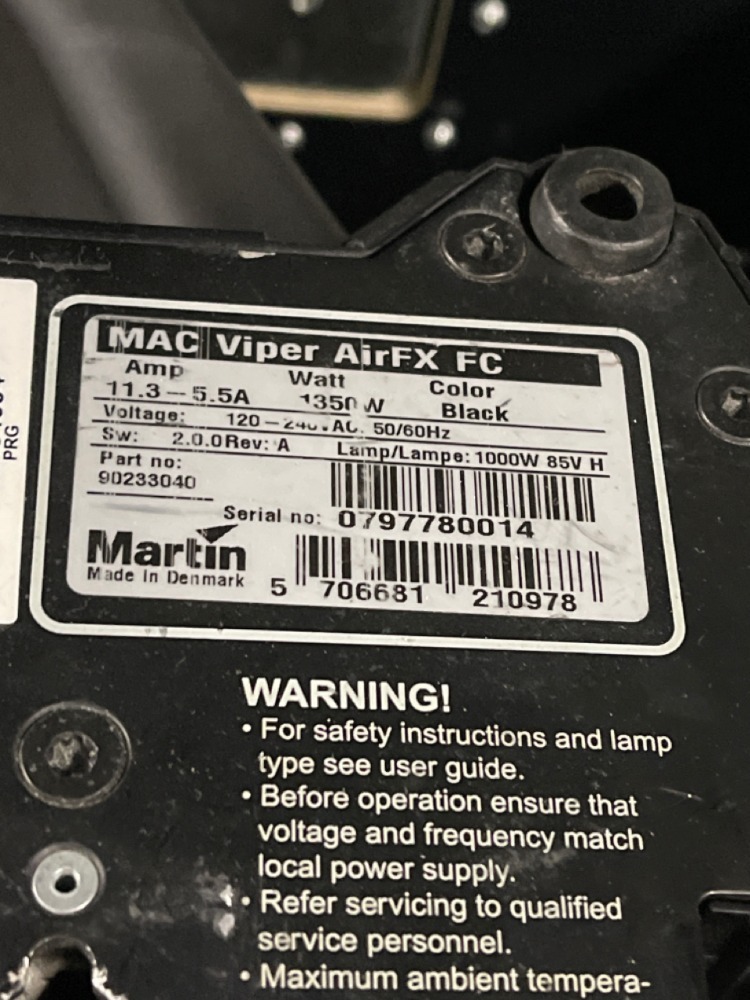 MAC Viper AirFX FC
Amp Watt Color
11.3 – 5.5A 1350 W Black
Voltage: 120 – 240 . AC. 50/60Hz
Sw: 2.0.0 Rev: A Lamp/Lampe: 1000W 85V H
Part no:
90233040
Serial no: 0797780014
Martin
Made in Denmark
5 706681 210978
PRG
WARNING!
• For safety instructions and lamp
type see user guide.
• Before operation ensure that
voltage and frequency match
local power supply.
• Refer servicing to qualified
service personnel.
• Maximum ambient tempera-